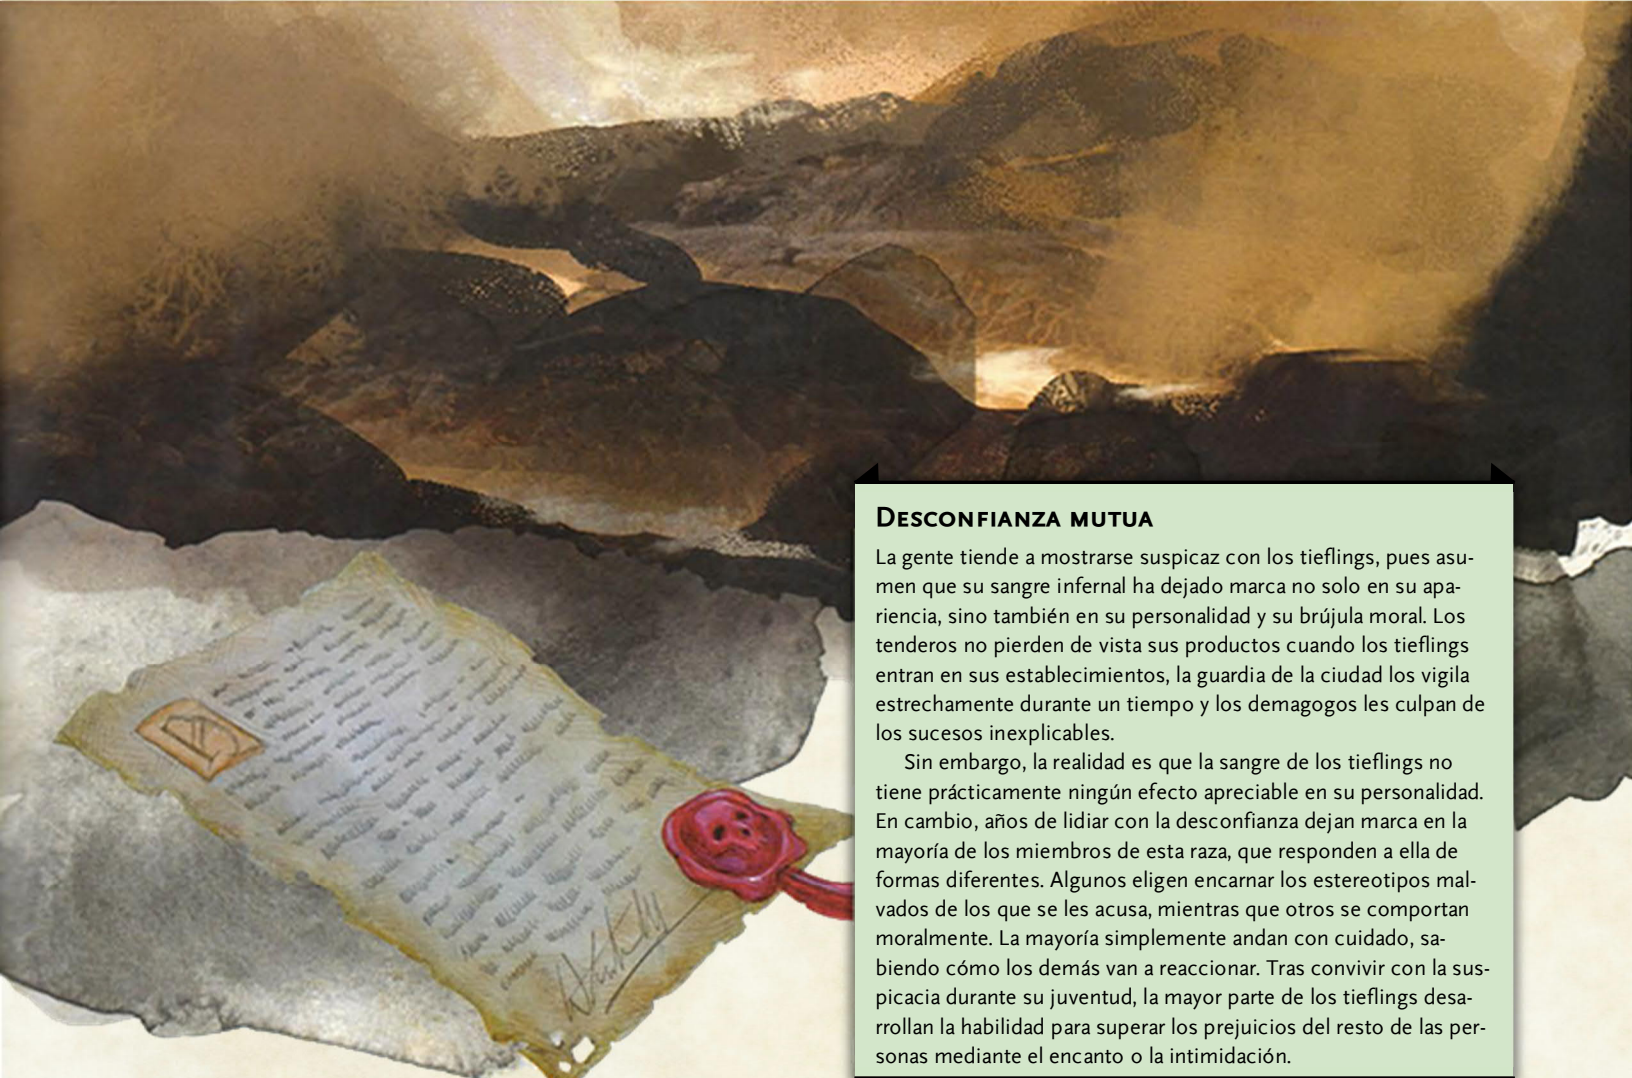 DESCONFIANZA MUTUA
La gente tiende a mostrarse suspicaz con los tieflings, pues asu-
men que su sangre infernal ha dejado marca no solo en su apa-
riencia, sino también en su personalidad y su brújula moral. Los
tenderos no pierden de vista sus productos cuando los tieflings
entran en sus establecimientos, la guardia de la ciudad los vigila
estrechamente durante un tiempo y los demagogos les culpan de
los sucesos inexplicables.
Sin embargo, la realidad es que la sangre de los tieflings no
tiene prácticamente ningún efecto apreciable en su personalidad.
En cambio, años de lidiar con la desconfianza dejan marca en la
mayoría de los miembros de esta raza, que responden a ella de
formas diferentes. Algunos eligen encarnar los estereotipos mal-
vados de los que se les acusa, mientras que otros se comportan
moralmente. La mayoría simplemente andan con cuidado, sa-
biendo cómo los demás van a reaccionar. Tras convivir con la sus-
picacia durante su juventud, la mayor parte de los tieflings desa-
rrollan la habilidad para superar los prejuicios del resto de las per-
sonas mediante el encanto o la intimidación.